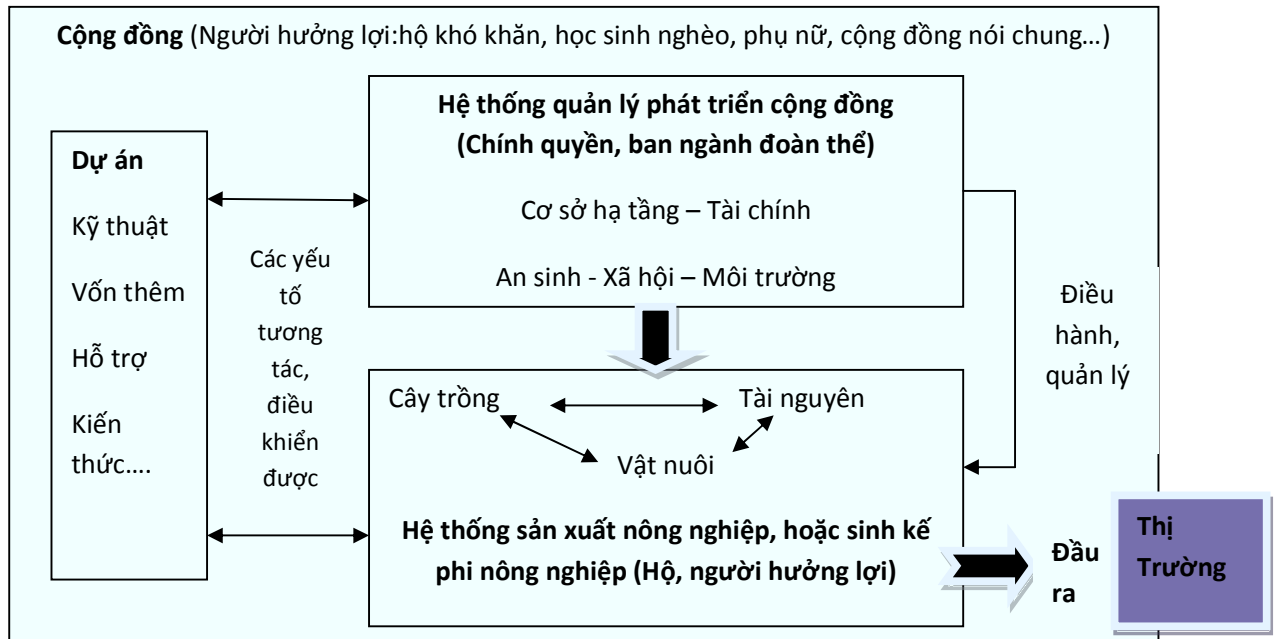 Cộng đồng (Người hưởng lợi:hộ khó khăn, học sinh nghèo, phụ nữ, cộng đồng nói chung…)
Hệ thống quản lý phát triển cộng đồng
(Chính quyền, ban ngành đoàn thể)
Cơ sở hạ tầng – Tài chính
An sinh - Xã hội – Môi trường
Dự án
Kỹ thuật
Vốn thêm
Hỗ trợ
Kiến
thức….
Các yếu
tố
tương
tác,
điều
khiển
được
Điều
hành,
quản lý
Cây trồng
Tài nguyên
Vật nuôi
Hệ thống sản xuất nông nghiệp, hoặc sinh kế
phi nông nghiệp (Hộ, người hưởng lợi)
Đầu
ra
Thị
Trường